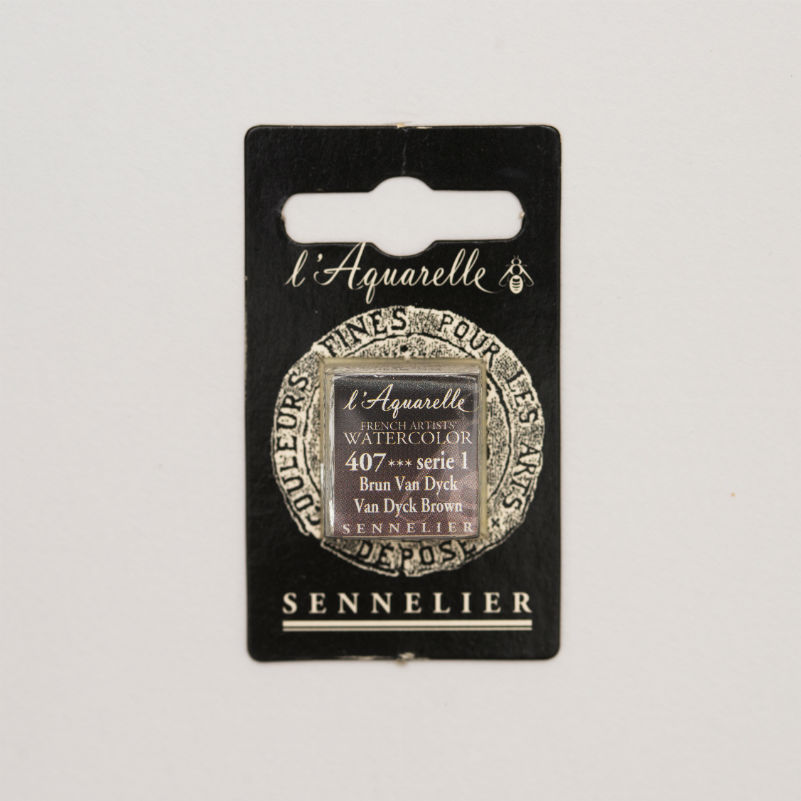 l'Aquarelle
COULEURS FINES POUR LES ARTS
l'Aquarelle
FRENCH ARTISTS'
WATERCOLOR
407*** serie 1
Brun Van Dyck
Van Dyck Brown
SENNELIER
DÉPOSÉ
SENNELIER